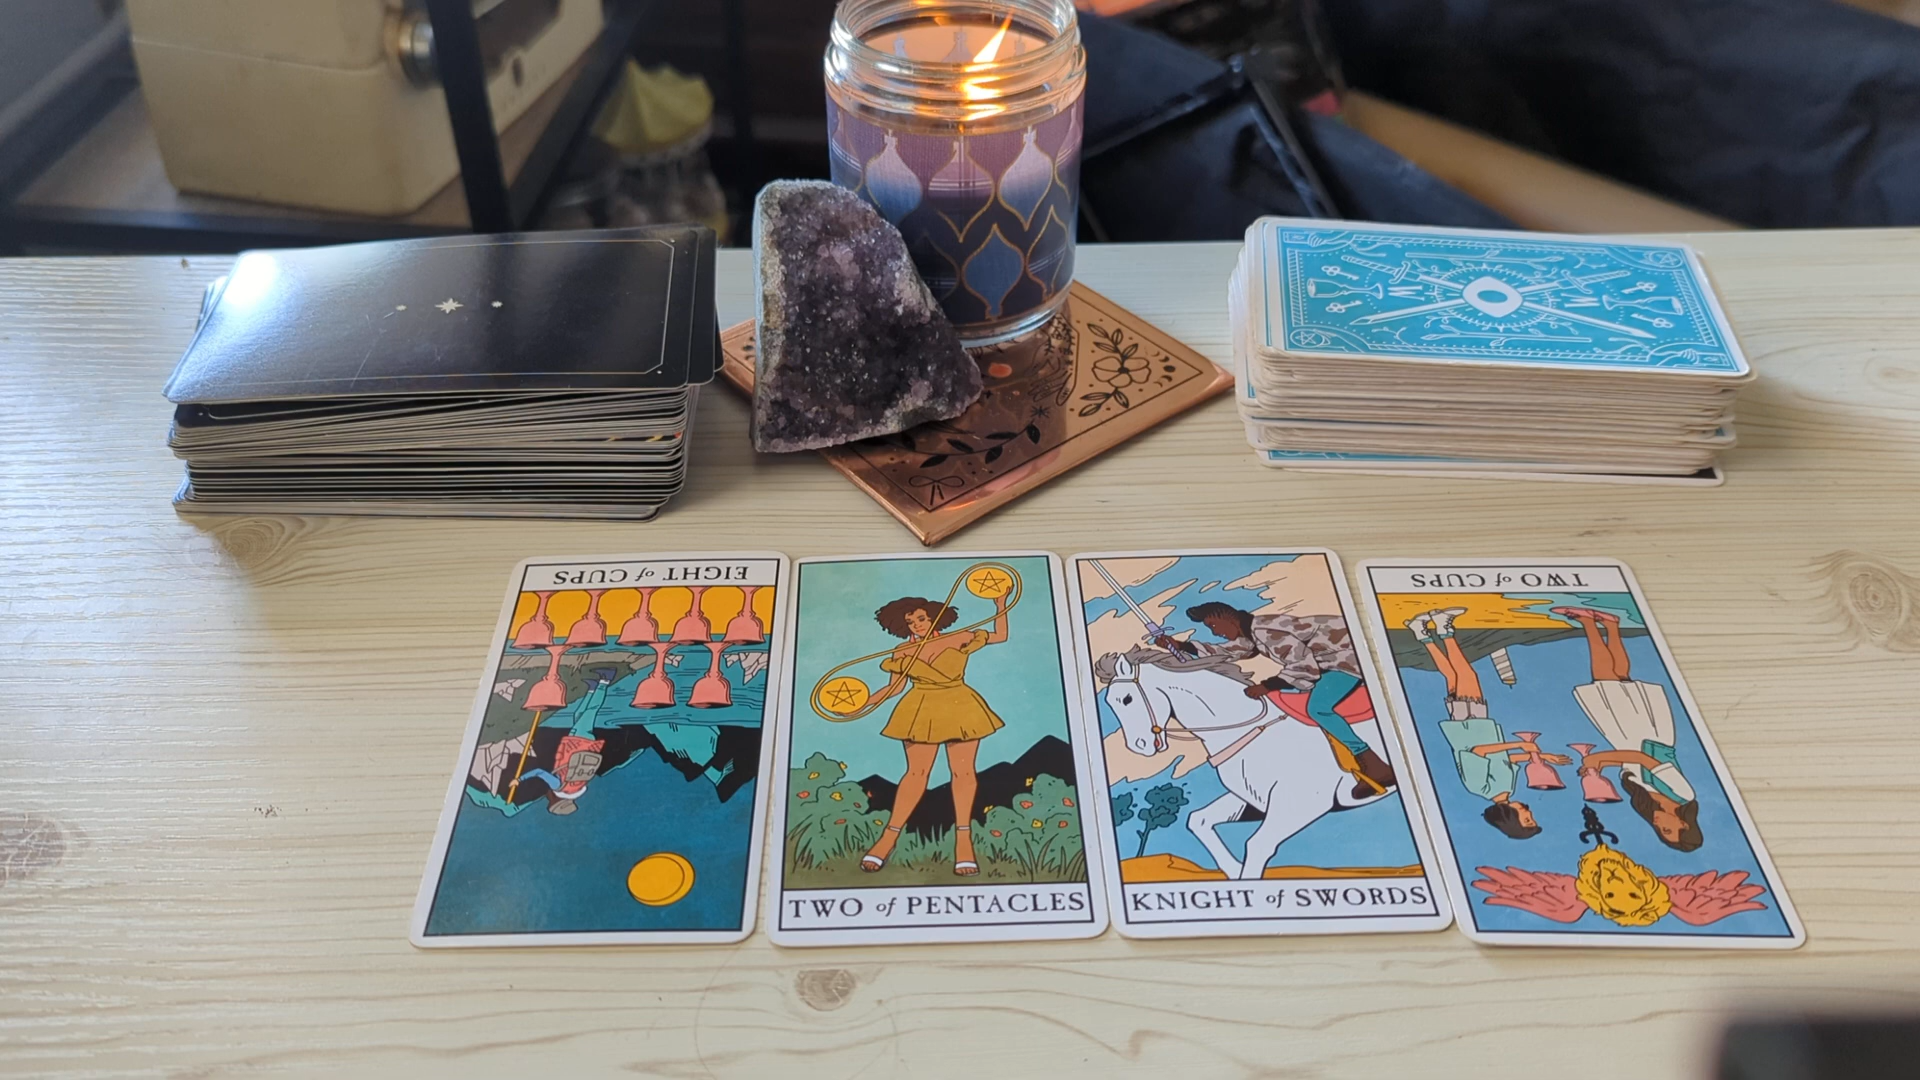 EIGHT of CUPS
TWO of PENTACLES
KNIGHT of SWORDS
TWO of CUPS